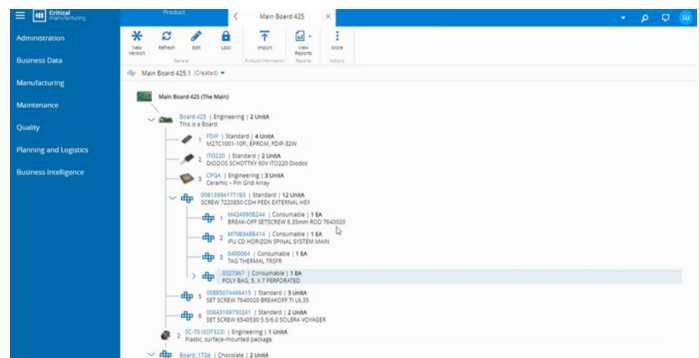 Critical
manufacturing
Product
Main Board 425
SU
Administration
Business Data
Manufacturing
Maintenance
Quality
Planning and Logistics
Business Intelligence
New Version
Refresh
Edit
Lock
Import
View Reports
More
General
Product Information
Reports
Actions
Main Board 425.1 (Created)
Main Board 425 (The Main)
Board 425 | Engineering | 2 UnitA
This is a Board
1 FDIP | Standard | 4 UnitA
M27C1001-10FI, EPROM, FDIP-32W
2 ITO220 | Standard | 2 UnitA
DIODOS SCHOTTKY 60V ITO220 Diodos
3 CPGA | Engineering | 3 UnitA
Ceramic - Pin Grid Array
00613994177193 | Standard | 12 UnitA
SCREW 7220830 CDH PEEK EXTERNAL HEX
1 M424990B244 | Consumable | 1 EA
BREAK-OFF SETSCREW 6.35mm ROD 7640020
2 M708348B414 | Consumable | 1 EA
IFU CD HORIZON SPINAL SYSTEM MAIN
3 0400064 | Consumable | 1 EA
TAG THERMAL TRSFR
0327967 | Consumable | 1 EA
POLY BAG, 5. X 7 PERFORATED
5 00885074466415 | Standard | 3 UnitA
SET SCREW 7640020 BREAKOFF TI L6.35
6 00643169750241 | Standard | 2 UnitA
SET SCREW 6540530 5.5/6.0 SOLERA VOYAGER
2 SC-70 (SOT323) | Engineering | 1 UnitA
Plastic, surface-mounted package
Board_172b | Chocolate | 2 UnitA